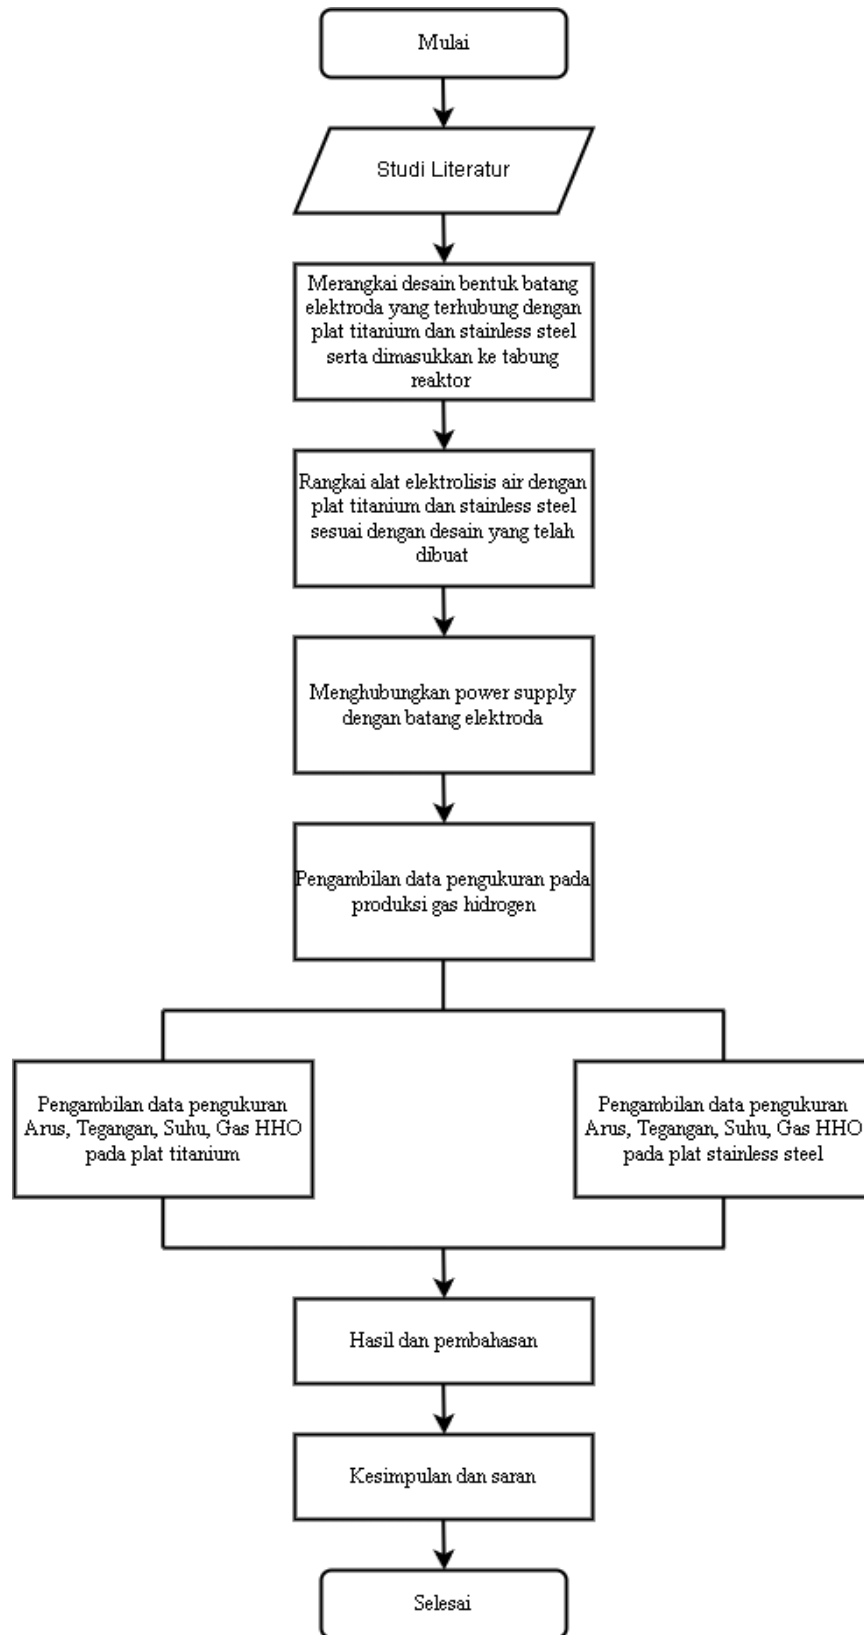 Mulai
Studi Literatur
Merangkai desain bentuk batang
elektroda yang terhubung dengan
plat titanium dan stainless steel
serta dimasukkan ke tabung
reaktor
Rangkai alat elektrolisis air dengan
plat titanium dan stainless steel
sesuai dengan desain yang telah
dibuat
Menghubungkan power supply
dengan batang elektroda
Pengambilan data pengukuran pada
produksi gas hidrogen
Pengambilan data pengukuran
Arus, Tegangan, Suhu, Gas HHO
pada plat titanium
Pengambilan data pengukuran
Arus, Tegangan, Suhu, Gas HHO
pada plat stainless steel
Hasil dan pembahasan
Kesimpulan dan saran
Selesai